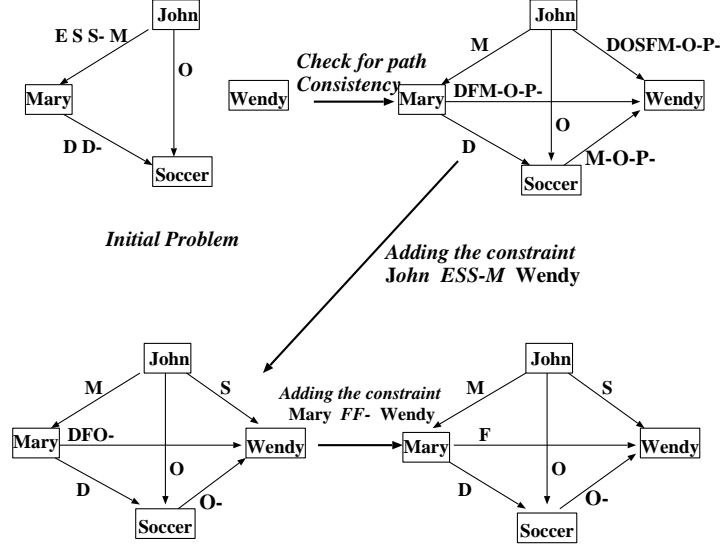 John
E S S- M
O
Mary
D D-
Soccer
Wendy
Initial Problem
Check for path
Consistency
John
M
DOSFM-O-P-
Mary
DFM-O-P-
Wendy
D
O
M-O-P-
Soccer
Adding the constraint
John ESS-M Wendy
John
M
S
Mary
DFO-
Wendy
D
O
O-
Soccer
Adding the constraint
Mary FF- Wendy
John
M
S
Mary
F
Wendy
D
O
O-
Soccer